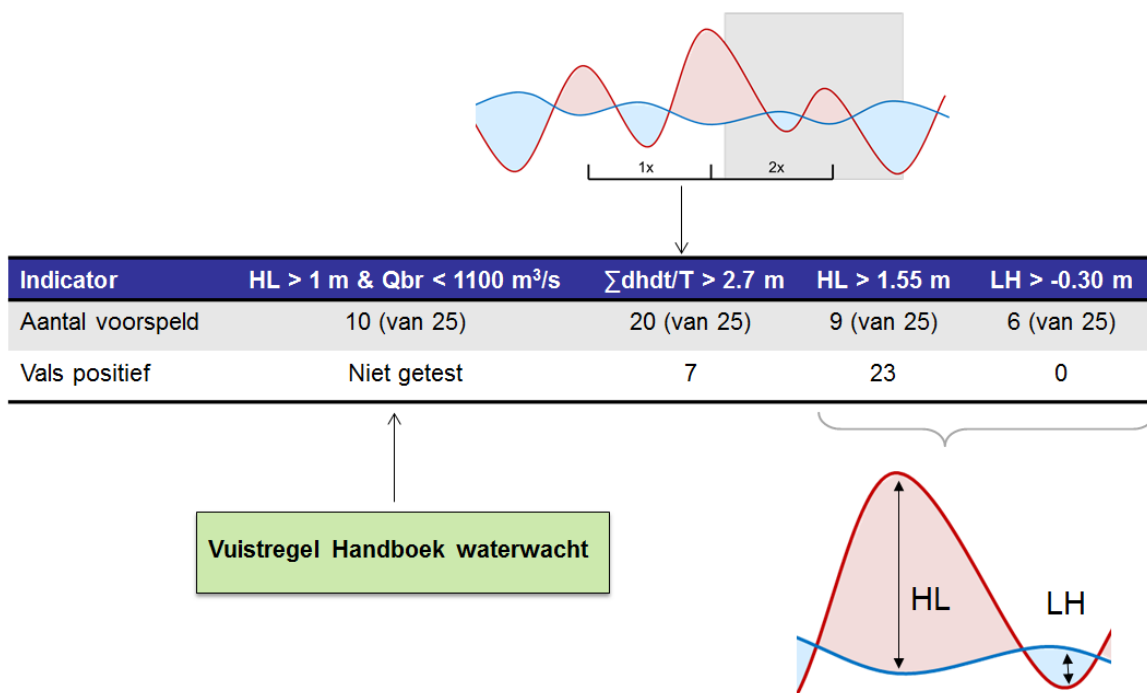 1x 2x
Indicator HL > 1 m & Qbr < 1100 m³/s ∑dhdt/T > 2.7 m HL > 1.55 m LH > -0.30 m
Aantal voorspeld 10 (van 25) 20 (van 25) 9 (van 25) 6 (van 25)
Vals positief Niet getest 7 23 0
Vuistregel Handboek waterwacht
HL LH